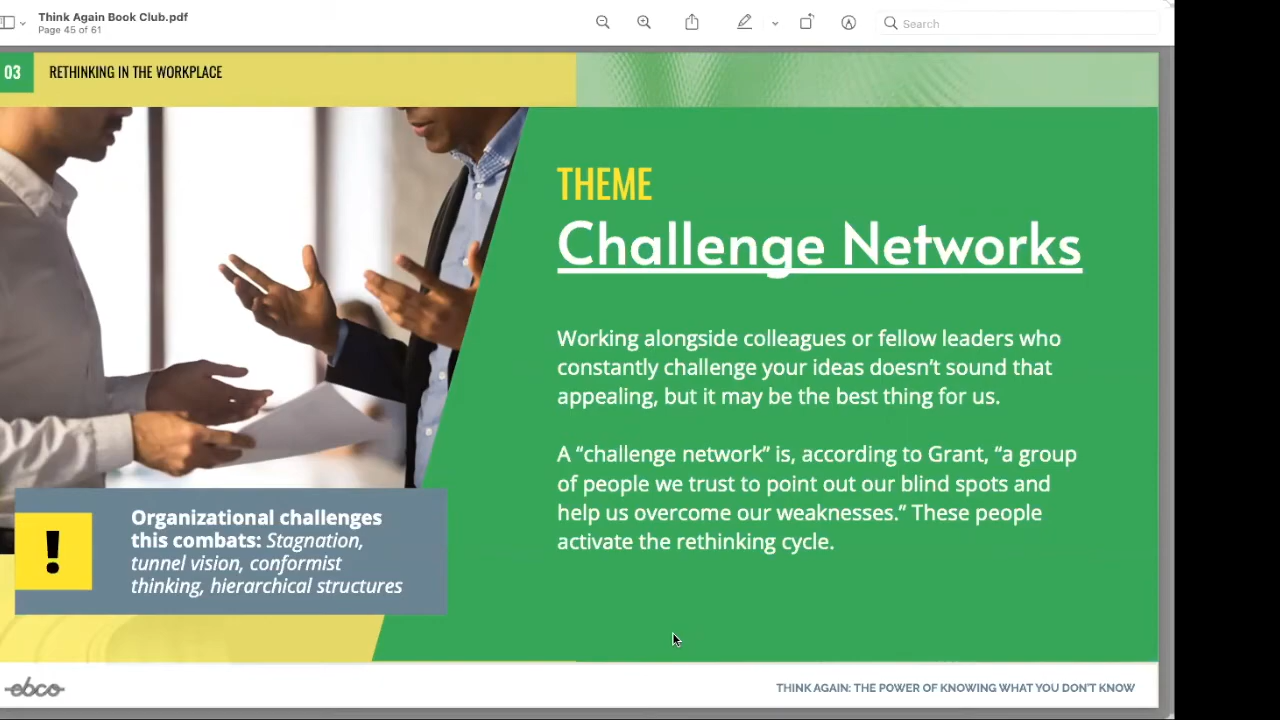 Think Again Book Club.pdf
Page 45 of 61
Search
03 RETHINKING IN THE WORKPLACE
THEME
Challenge Networks
Working alongside colleagues or fellow leaders who
constantly challenge your ideas doesn’t sound that
appealing, but it may be the best thing for us.
A “challenge network” is, according to Grant, “a group
of people we trust to point out our blind spots and
help us overcome our weaknesses.” These people
activate the rethinking cycle.
!
Organizational challenges
this combats: Stagnation,
tunnel vision, conformist
thinking, hierarchical structures
ebco
THINK AGAIN: THE POWER OF KNOWING WHAT YOU DON'T KNOW